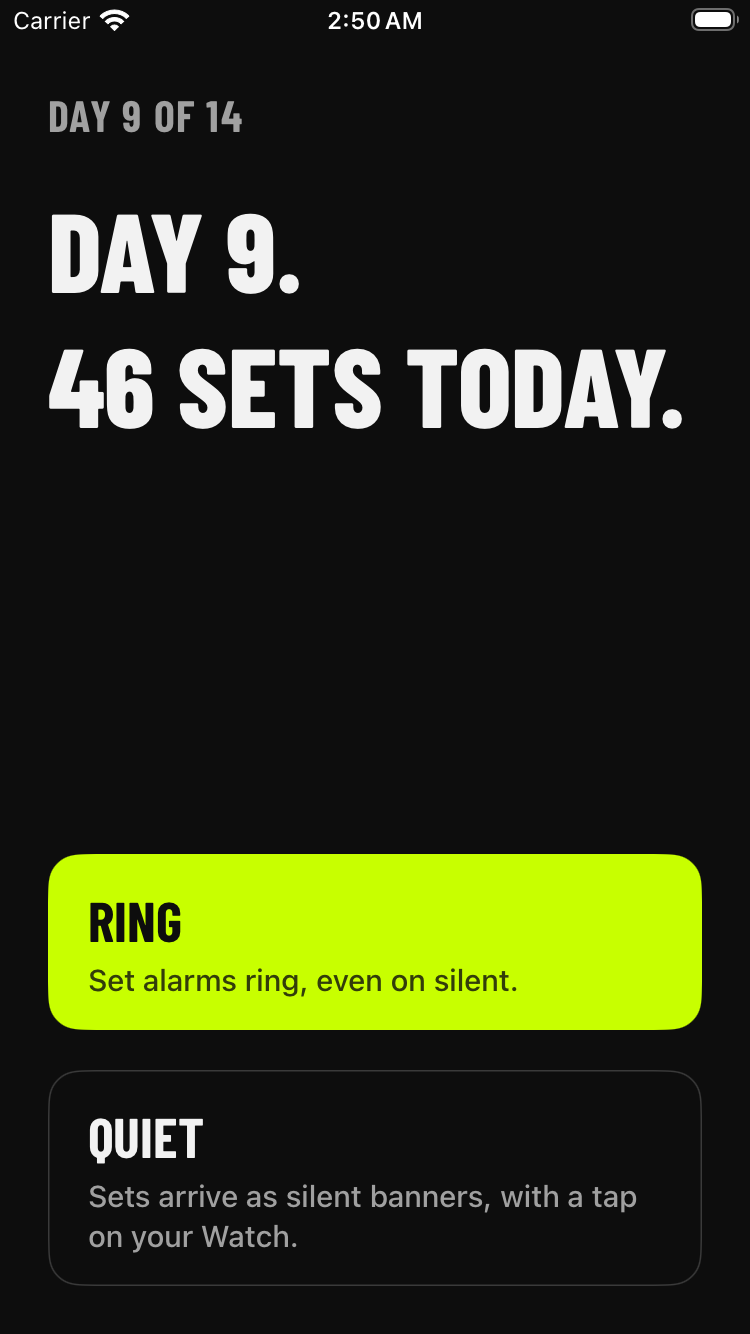 Carrier 2:50 AM
DAY 9 OF 14
DAY 9.
46 SETS TODAY.
RING
Set alarms ring, even on silent.
QUIET
Sets arrive as silent banners, with a tap
on your Watch.